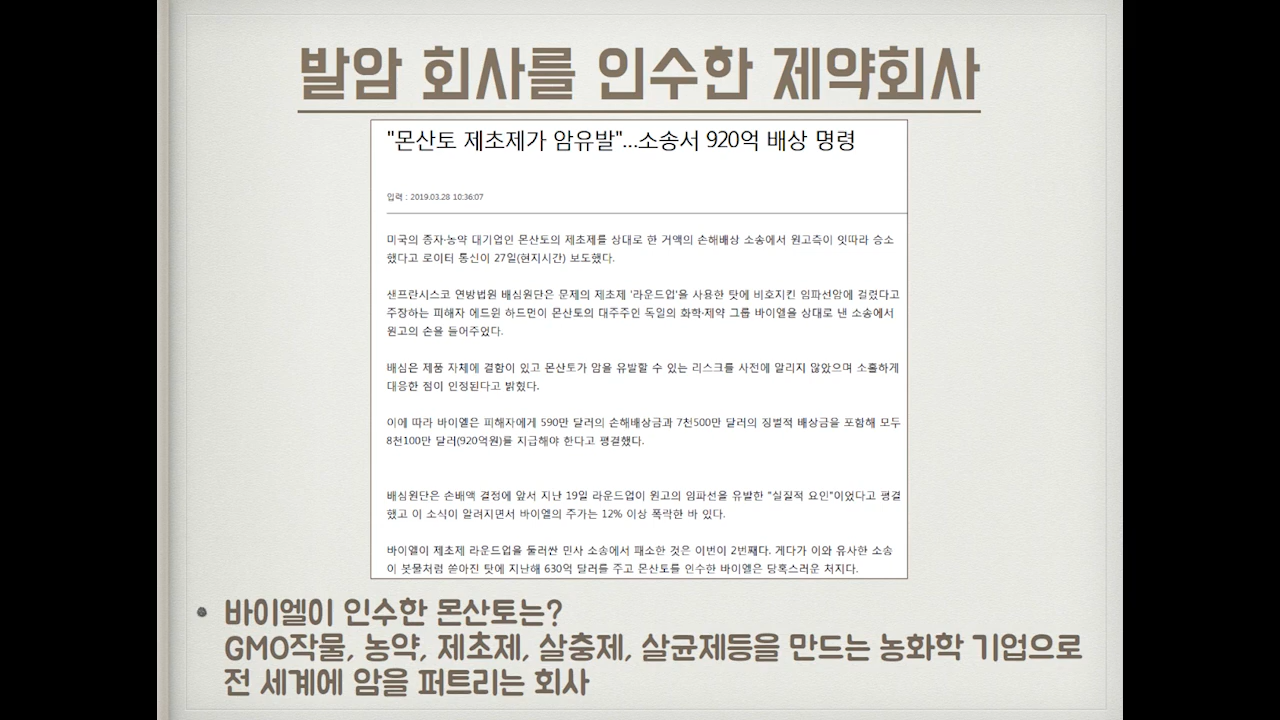 발암 회사를 인수한 제약회사
"몬산토 제초제가 암유발"...소송서 920억 배상 명령
입력 : 2019.03.28 10:36:07
미국의 종자·농약 대기업인 몬산토의 제초제를 상대로 한 거액의 손해배상 소송에서 원고측이 잇따라 승소
했다고 로이터 통신이 27일(현지시간) 보도했다.
샌프란시스코 연방법원 배심원단은 문제의 제초제 '라운드업'을 사용한 탓에 비호지킨 임파선암에 걸렸다고
주장하는 피해자 에드윈 하드먼이 몬산토의 대주주인 독일의 화학·제약 그룹 바이엘을 상대로 낸 소송에서
원고의 손을 들어주었다.
배심은 제품 자체에 결함이 있고 몬산토가 암을 유발할 수 있는 리스크를 사전에 알리지 않았으며 소홀하게
대응한 점이 인정된다고 밝혔다.
이에 따라 바이엘은 피해자에게 590만 달러의 손해배상금과 7천500만 달러의 징벌적 배상금을 포함해 모두
8천100만 달러(920억원)를 지급해야 한다고 평결했다.
배심원단은 손배액 결정에 앞서 지난 19일 라운드업이 원고의 임파선을 유발한 "실질적 요인"이었다고 평결
했고 이 소식이 알려지면서 바이엘의 주가는 12% 이상 폭락한 바 있다.
바이엘이 제초제 라운드업을 둘러싼 민사 소송에서 패소한 것은 이번이 2번째다. 게다가 이와 유사한 소송
이 봇물처럼 쏟아진 탓에 지난해 630억 달러를 주고 몬산토를 인수한 바이엘은 당혹스러운 처지다.
• 바이엘이 인수한 몬산토는?
GMO작물, 농약, 제초제, 살충제, 살균제등을 만드는 농화학 기업으로
전 세계에 암을 퍼트리는 회사